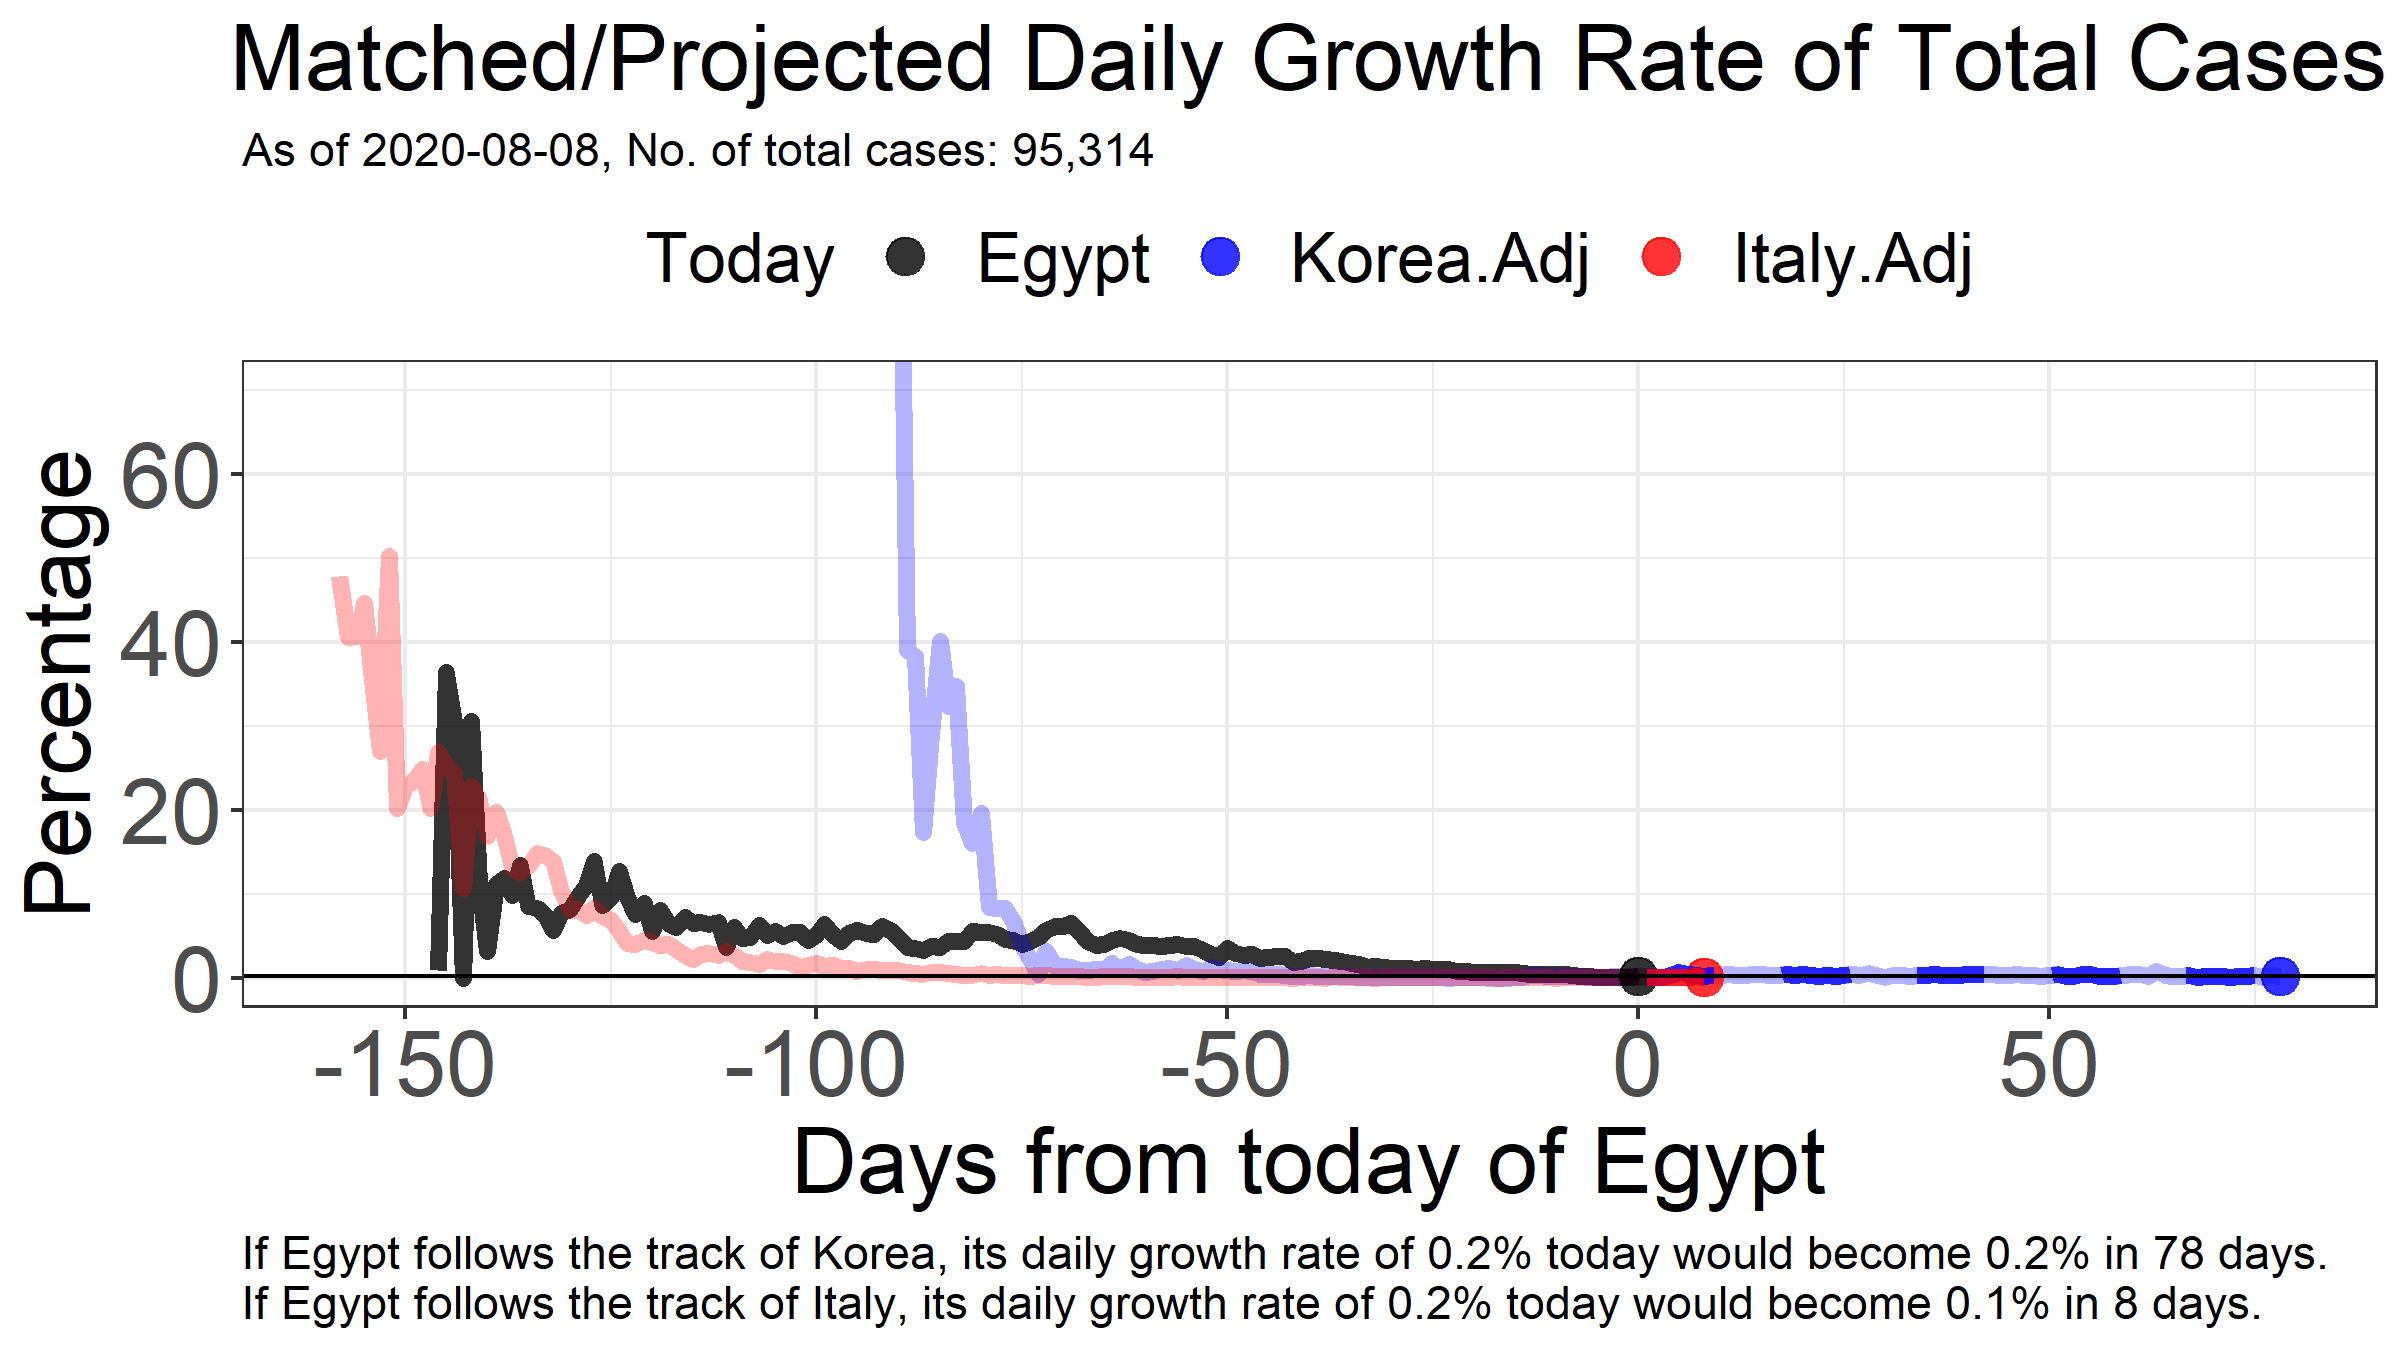 Matched/Projected Daily Growth Rate of Total Cases
As of 2020-08-08, No. of total cases: 95,314
Today Egypt Korea.Adj Italy.Adj
Percentage
60
40
20
0
-150 -100 -50 0 50
Days from today of Egypt
If Egypt follows the track of Korea, its daily growth rate of 0.2% today would become 0.2% in 78 days.
If Egypt follows the track of Italy, its daily growth rate of 0.2% today would become 0.1% in 8 days.